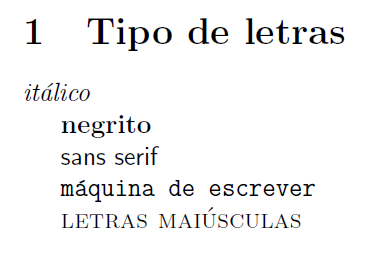 1 Tipo de letras
itálico
negrito
sans serif
máquina de escrever
LETRAS MAIÚSCULAS